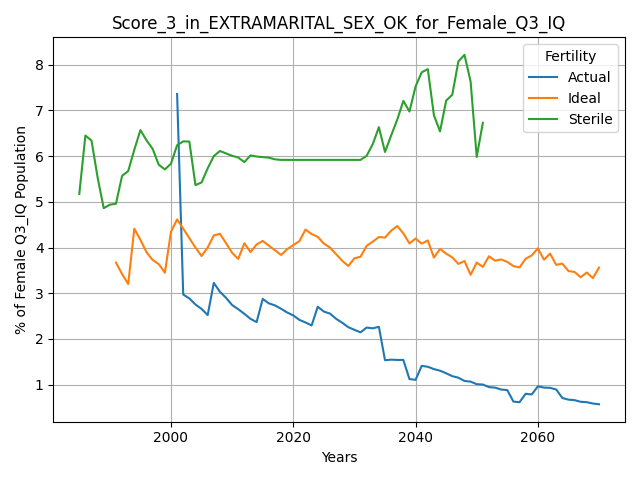 Score_3_in_EXTRAMARITAL_SEX_OK_for_Female_Q3_IQ
Fertility
Actual
Ideal
Sterile
% of Female Q3_IQ Population
8
7
6
5
4
3
2
1
2000 2020 2040 2060
Years